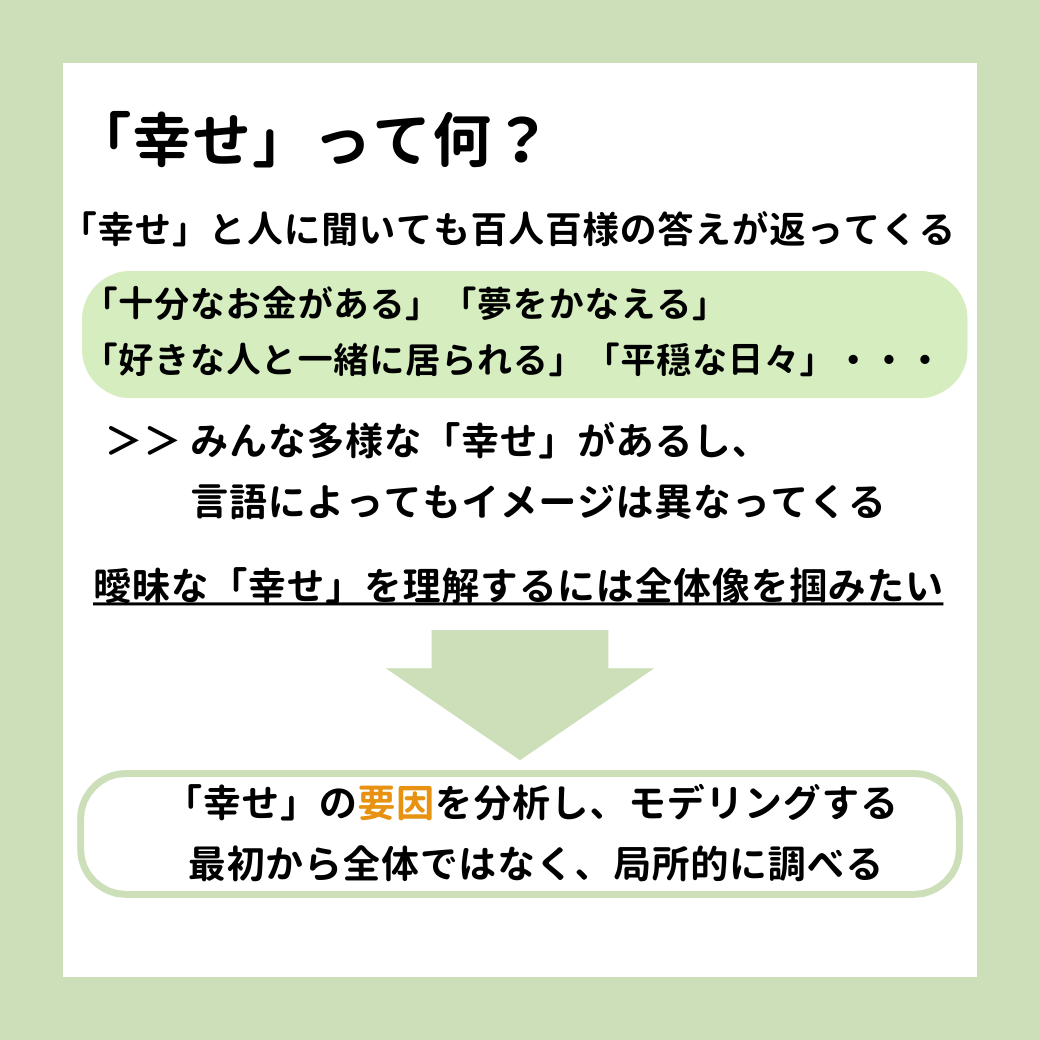 「幸せ」って何？
「幸せ」と人に聞いても百人百様の答えが返ってくる
「十分なお金がある」「夢をかなえる」
「好きな人と一緒に居られる」「平穏な日々」・・・
＞＞ みんな多様な「幸せ」があるし、
言語によってもイメージは異なってくる
曖昧な「幸せ」を理解するには全体像を掴みたい
「幸せ」の要因を分析し、モデリングする
最初から全体ではなく、局所的に調べる